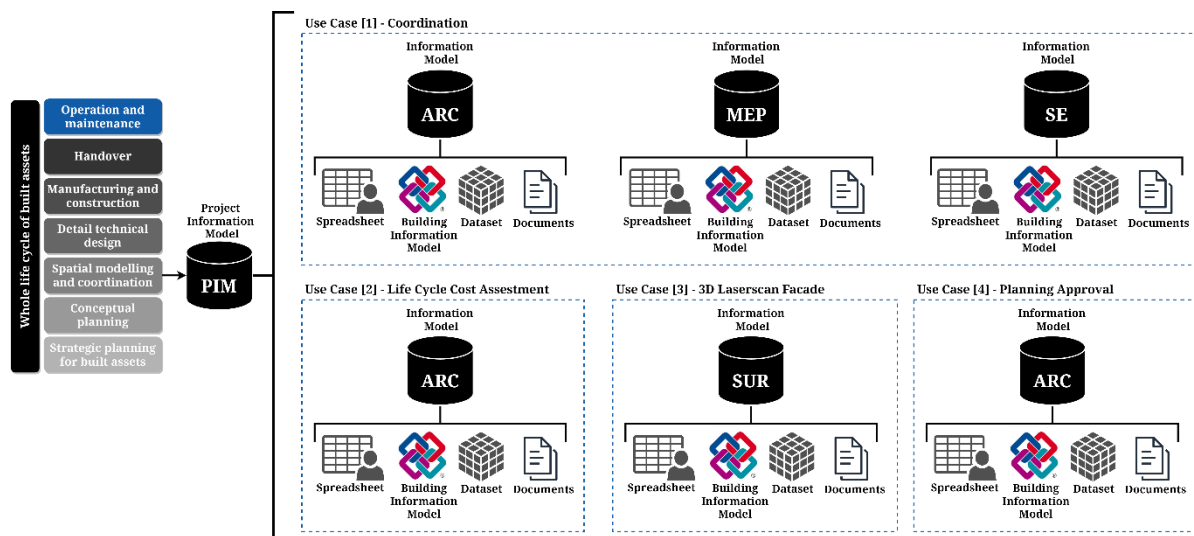 Whole life cycle of built assets
Operation and
maintenance
Handover
Manufacturing and
construction
Detail technical
design
Spatial modelling
and coordination
Conceptual
planning
Strategic planning
for built assets
Project
Information
Model
PIM
Use Case [1] - Coordination
Information
Model
ARC
Spreadsheet
Building
Information
Model
Dataset
Documents
Information
Model
MEP
Spreadsheet
Building
Information
Model
Dataset
Documents
Information
Model
SE
Spreadsheet
Building
Information
Model
Dataset
Documents
Use Case [2] - Life Cycle Cost Assestment
Information
Model
ARC
Spreadsheet
Building
Information
Model
Dataset
Documents
Use Case [3] - 3D Laserscan Facade
Information
Model
SUR
Spreadsheet
Building
Information
Model
Dataset
Documents
Use Case [4] - Planning Approval
Information
Model
ARC
Spreadsheet
Building
Information
Model
Dataset
Documents